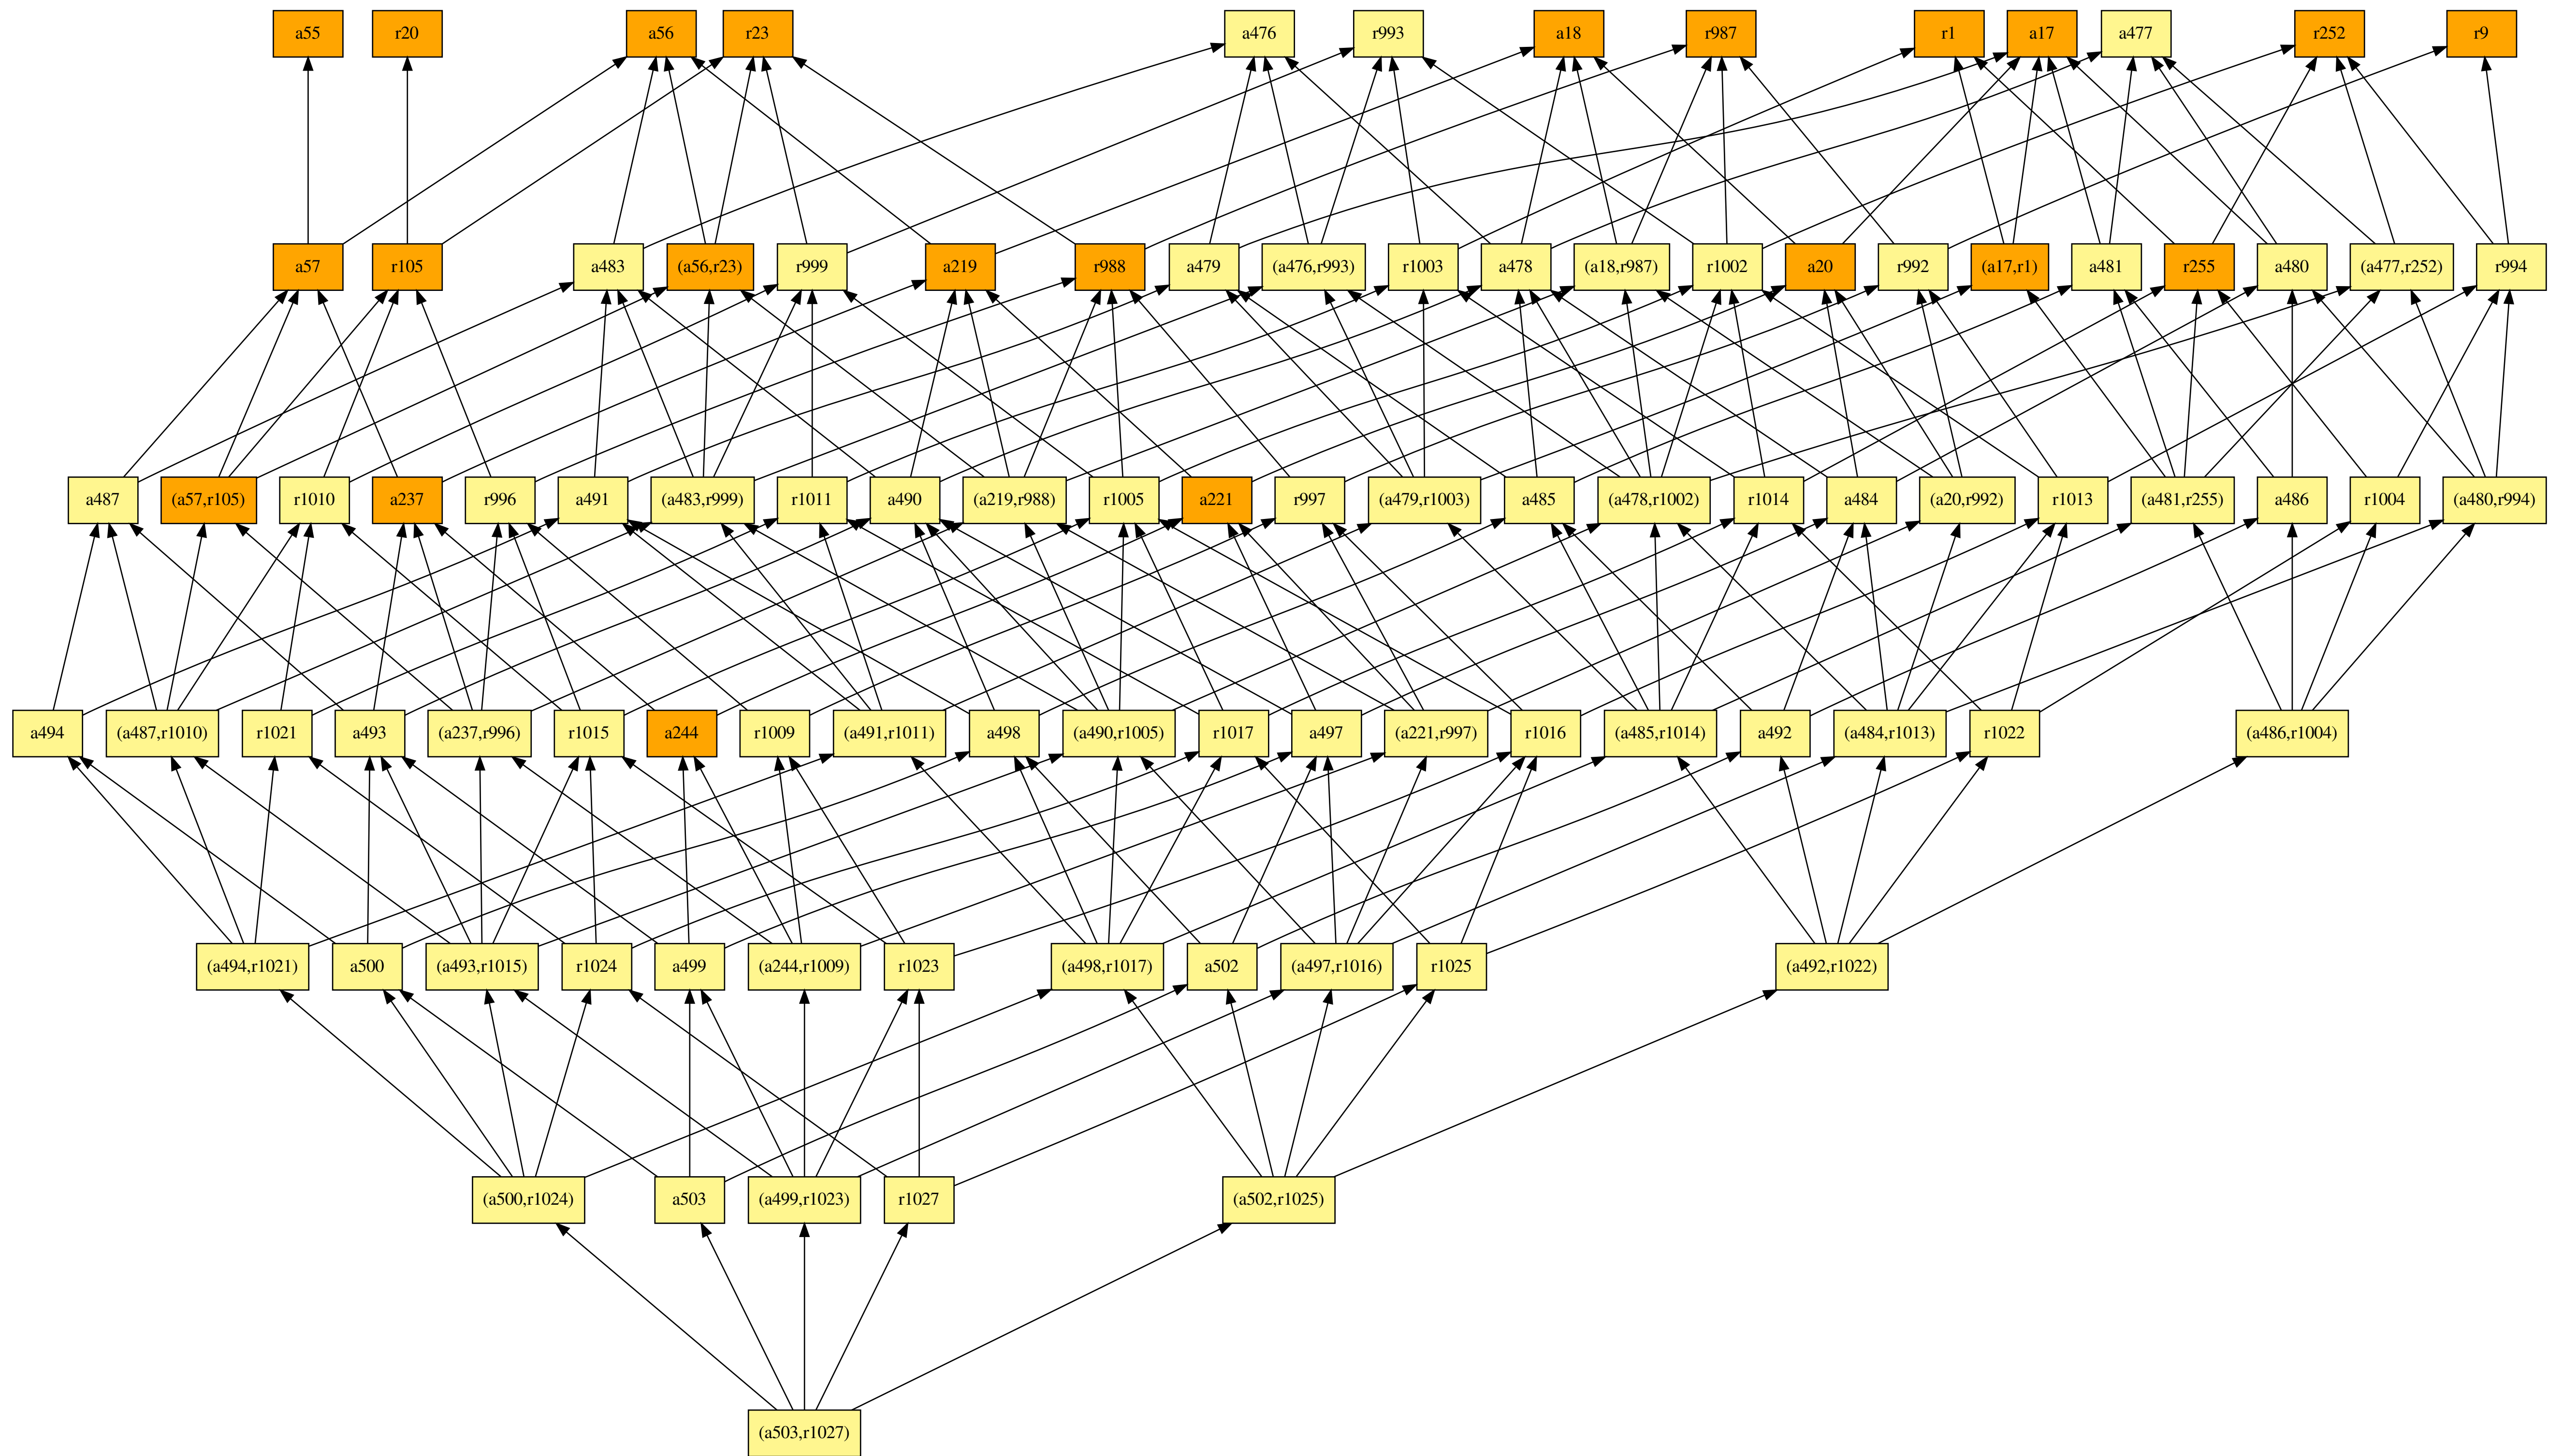 a55 r20 a56 r23 a476 r993 a18 r987 r1 a17 a477 r252 r9
a57 r105 a483 (a56,r23) r999 a219 r988 a479 (a476,r993) r1003 a478 (a18,r987) r1002 a20 r992 (a17,r1) a481 r255 a480 (a477,r252) r994
a487 (a57,r105) r1010 a237 r996 a491 (a483,r999) r1011 a490 (a219,r988) r1005 a221 r997 (a479,r1003) a485 (a478,r1002) r1014 a484 (a20,r992) r1013 (a481,r255) a486 r1004 (a480,r994)
a494 (a487,r1010) r1021 a493 (a237,r996) r1015 a244 r1009 (a491,r1011) a498 (a490,r1005) r1017 a497 (a221,r997) r1016 (a485,r1014) a492 (a484,r1013) r1022 (a486,r1004)
(a494,r1021) a500 (a493,r1015) r1024 a499 (a244,r1009) r1023 (a498,r1017) a502 (a497,r1016) r1025 (a492,r1022)
(a500,r1024) a503 (a499,r1023) r1027 (a502,r1025)
(a503,r1027)